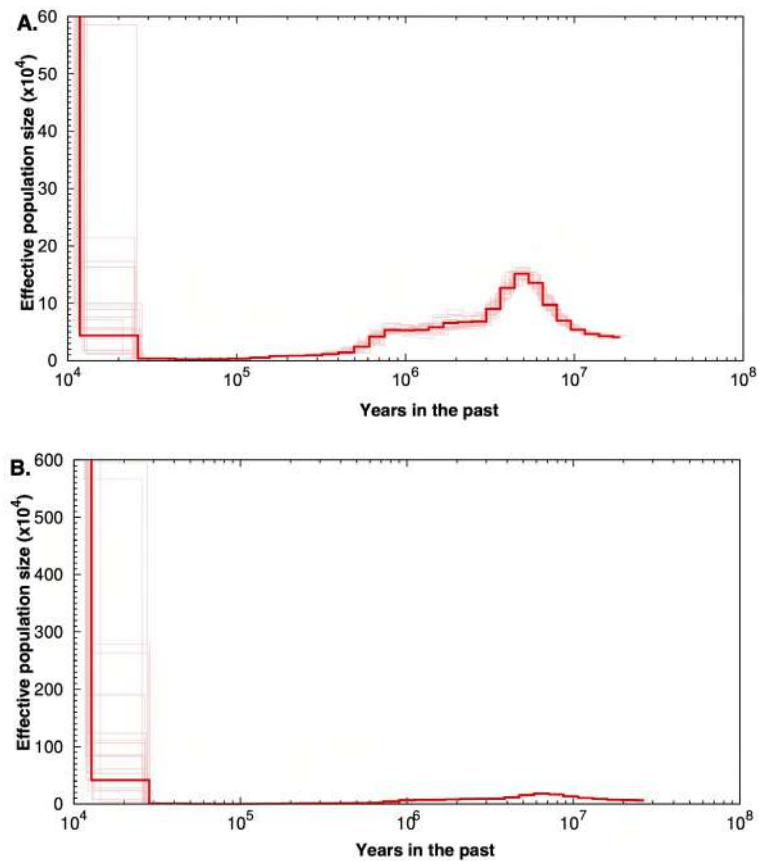 A.
Effective population size (x10⁴)
60
50
40
30
20
10
0
10⁴ 10⁵ 10⁶ 10⁷ 10⁸
Years in the past
B.
Effective population size (x10⁴)
600
500
400
300
200
100
0
10⁴ 10⁵ 10⁶ 10⁷ 10⁸
Years in the past